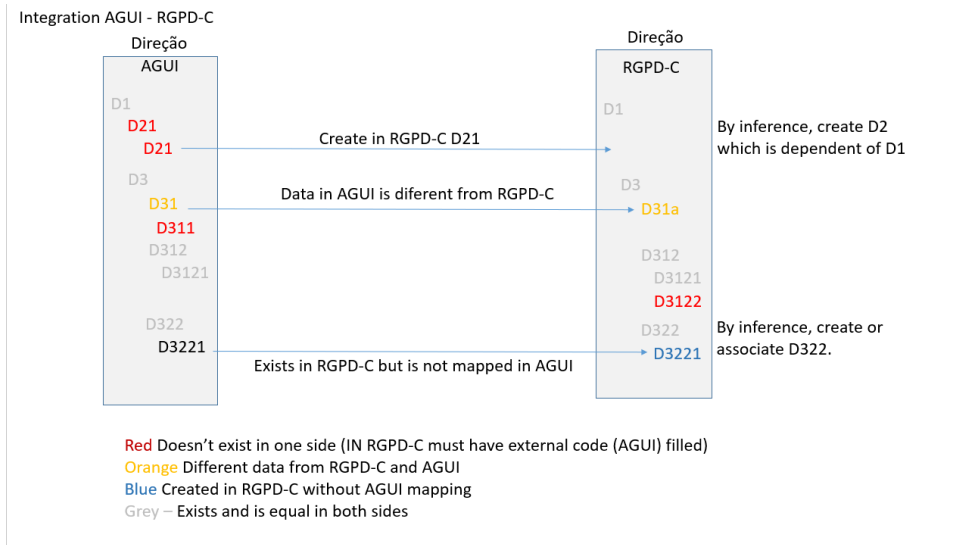 Integration AGUI - RGPD-C
Direção
AGUI
D1
D21
D21
D3
D31
D311
D312
D3121
D322
D3221
Create in RGPD-C D21
Data in AGUI is diferent from RGPD-C
Exists in RGPD-C but is not mapped in AGUI
Direção
RGPD-C
D1
D3
D31a
D312
D3121
D3122
D322
D3221
By inference, create D2
which is dependent of D1
By inference, create or
associate D322.
Red Doesn’t exist in one side (IN RGPD-C must have external code (AGUI) filled)
Orange Different data from RGPD-C and AGUI
Blue Created in RGPD-C without AGUI mapping
Grey – Exists and is equal in both sides